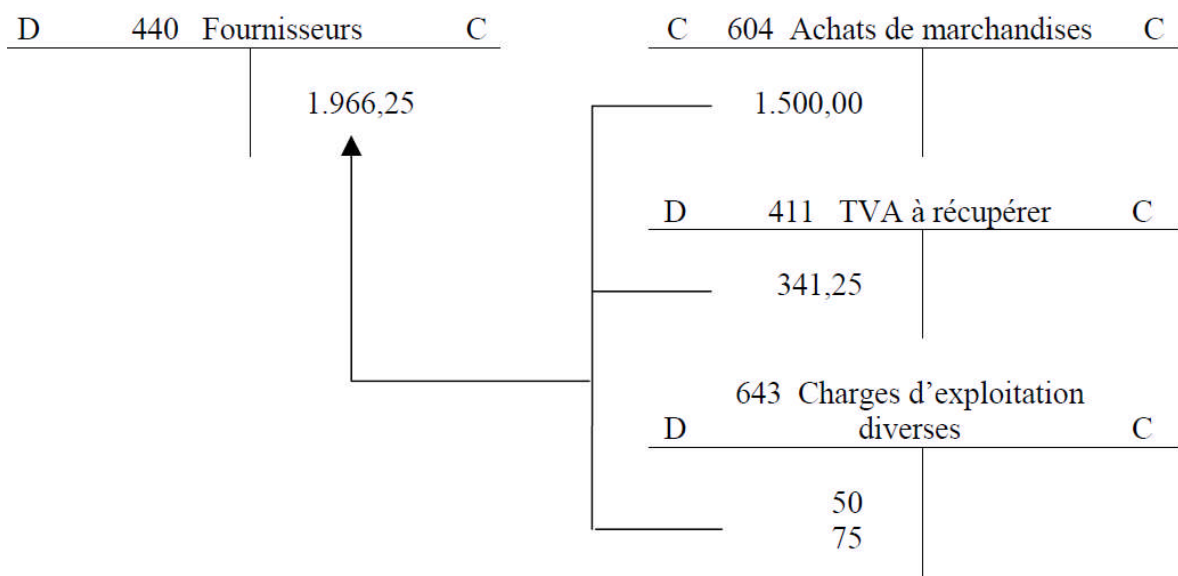 D 440 Fournisseurs C
1.966,25
C 604 Achats de marchandises C
1.500,00
D 411 TVA à récupérer C
341,25
643 Charges d’exploitation
D diverses C
50
75